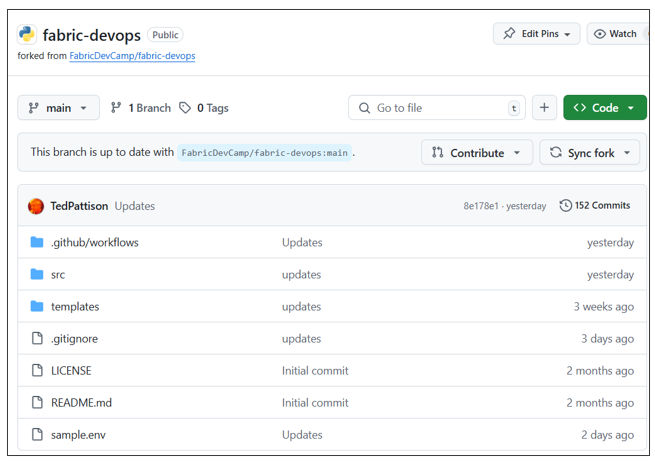 fabric-devops Public Edit Pins Watch
forked from FabricDevCamp/fabric-devops
main 1 Branch 0 Tags Go to file t + Code
This branch is up to date with FabricDevCamp/fabric-devops:main. Contribute Sync fork
TedPattison Updates 8e178e1 · yesterday 152 Commits
.github/workflows Updates yesterday
src updates yesterday
templates updates 3 weeks ago
.gitignore updates 3 days ago
LICENSE Initial commit 2 months ago
README.md Initial commit 2 months ago
sample.env Updates 2 days ago